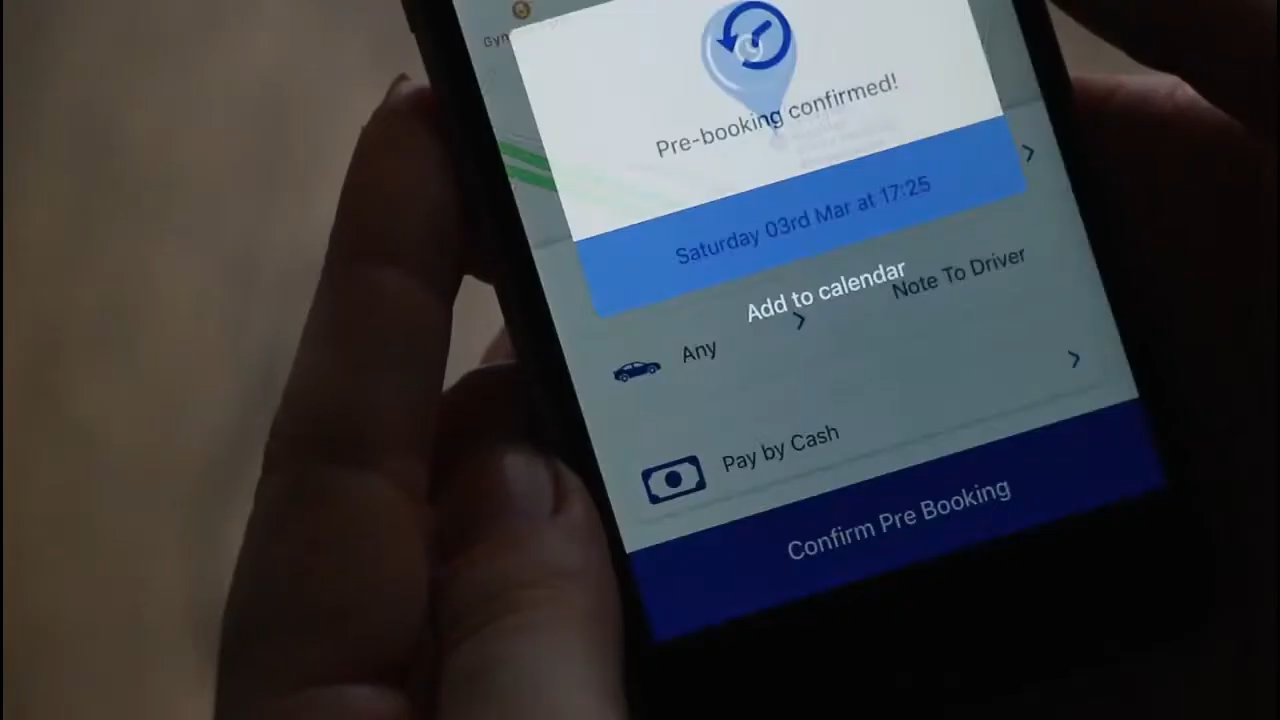 Gyn
Pre-booking confirmed!
Saturday 03rd Mar at 17:25
Add to calendar
Note To Driver
Any
Pay by Cash
Confirm Pre Booking